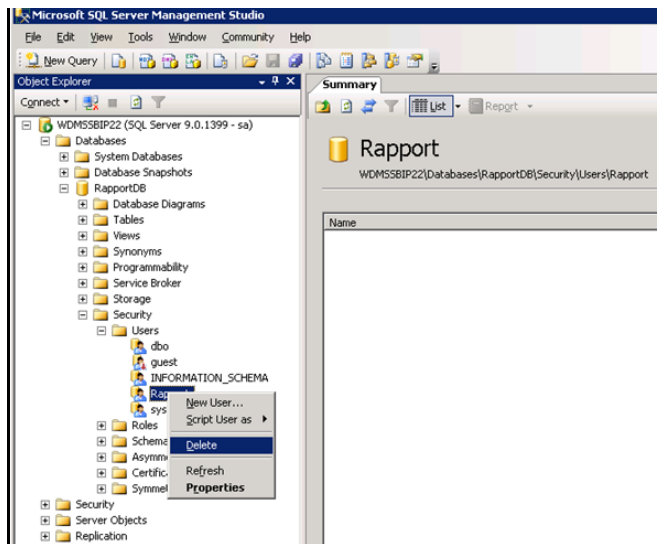 Microsoft SQL Server Management Studio
File Edit View Tools Window Community Help
New Query
Object Explorer
Summary
Connect
List
Report
WDMSSBIP22 (SQL Server 9.0.1399 - sa)
Databases
System Databases
Database Snapshots
RapportDB
Database Diagrams
Tables
Views
Synonyms
Programmability
Service Broker
Storage
Security
Users
dbo
guest
INFORMATION_SCHEMA
Rapport
sys
Roles
Schema
Asymm
Certific
Symmet
Security
Server Objects
Replication
New User...
Script User as
Delete
Refresh
Properties
Rapport
WDMSSBIP22\Databases\RapportDB\Security\Users\Rapport
Name